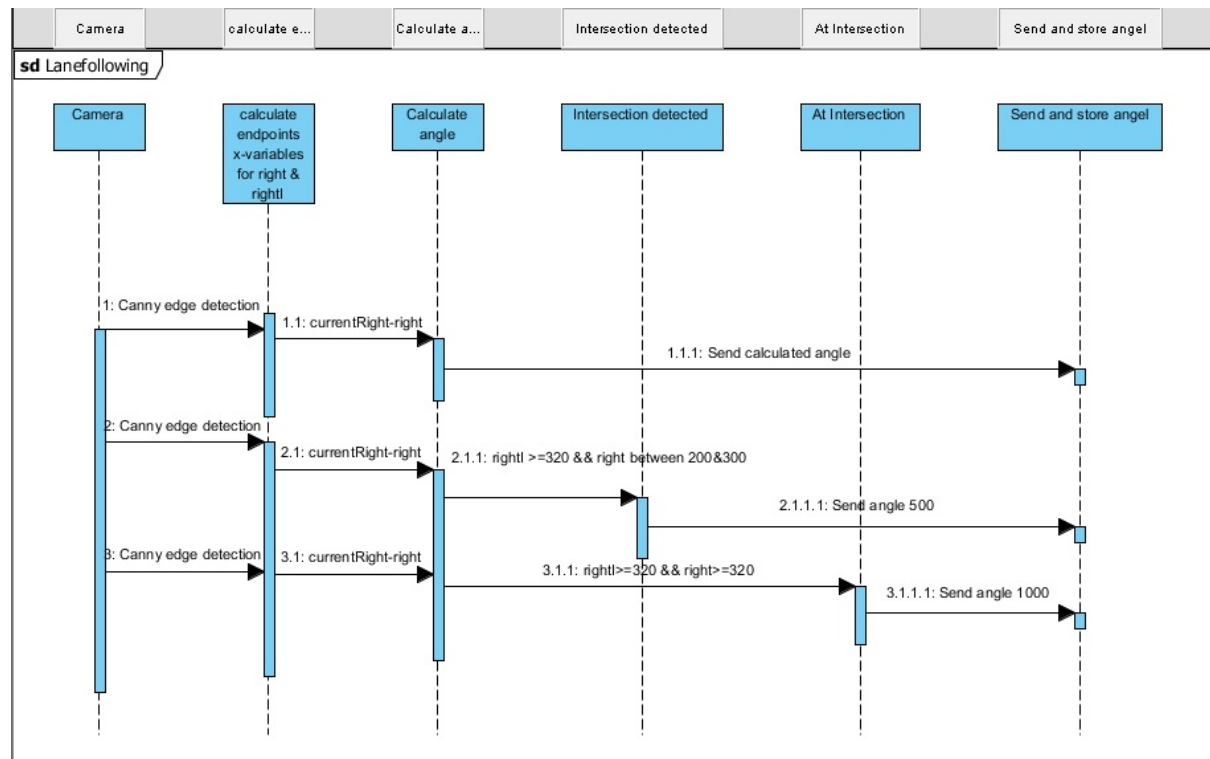 Camera
calculate e...
Calculate a...
Intersection detected
At Intersection
Send and store angel
sd Lanefollowing
Camera
calculate
endpoints
x-variables
for right &
rightI
Calculate
angle
Intersection detected
At Intersection
Send and store angel
1: Canny edge detection
1.1: currentRight-right
1.1.1: Send calculated angle
2: Canny edge detection
2.1: currentRight-right
2.1.1: rightI >=320 && right between 200&300
2.1.1.1: Send angle 500
3: Canny edge detection
3.1: currentRight-right
3.1.1: rightI>=320 && right>=320
3.1.1.1: Send angle 1000